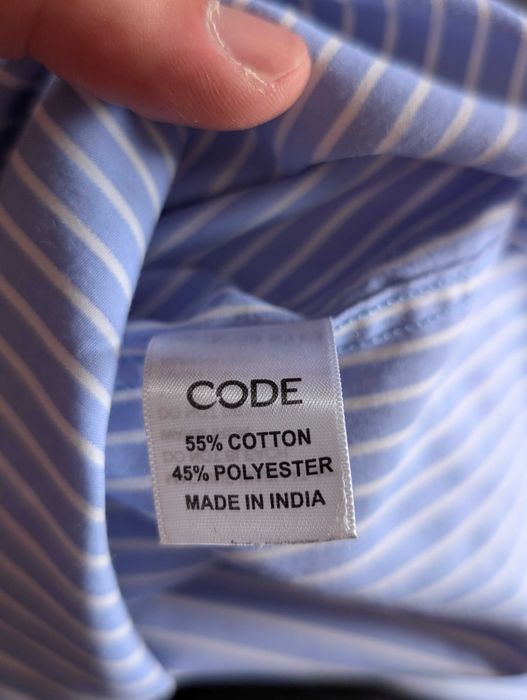 CODE
55% COTTON
45% POLYESTER
MADE IN INDIA